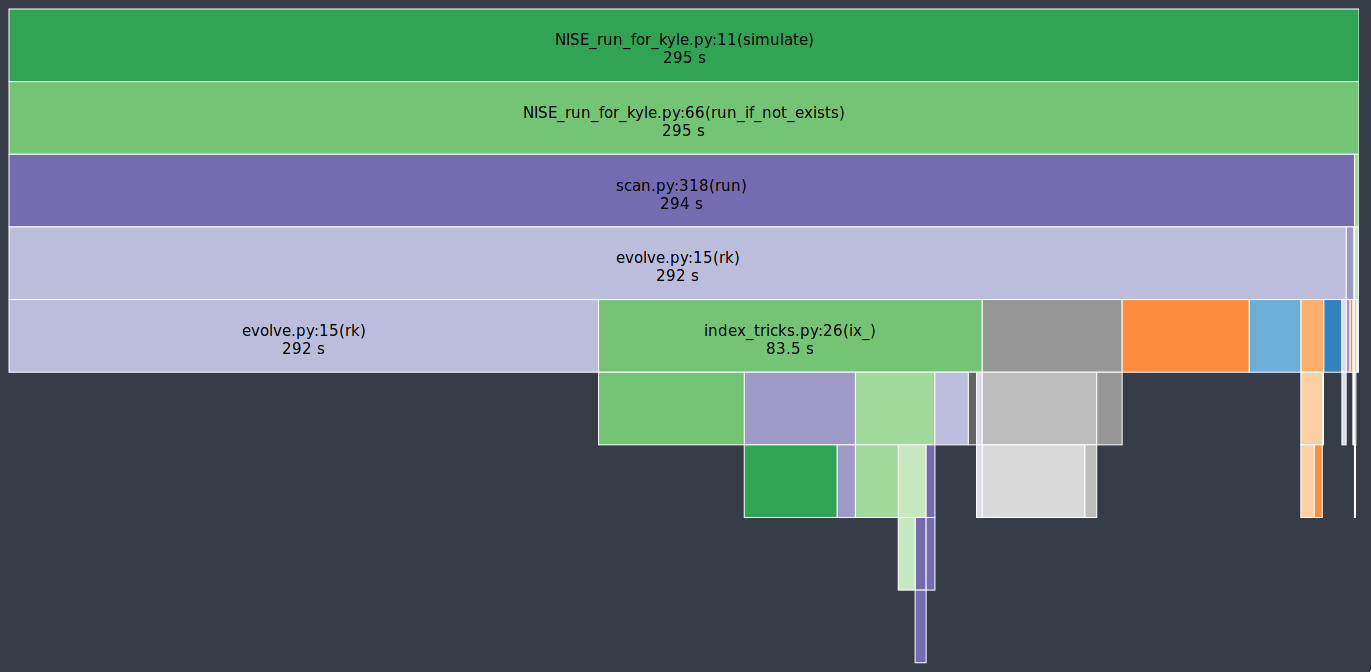 NISE_run_for_kyle.py:11(simulate)
295 s
NISE_run_for_kyle.py:66(run_if_not_exists)
295 s
scan.py:318(run)
294 s
evolve.py:15(rk)
292 s
evolve.py:15(rk)
292 s
index_tricks.py:26(ix_)
83.5 s